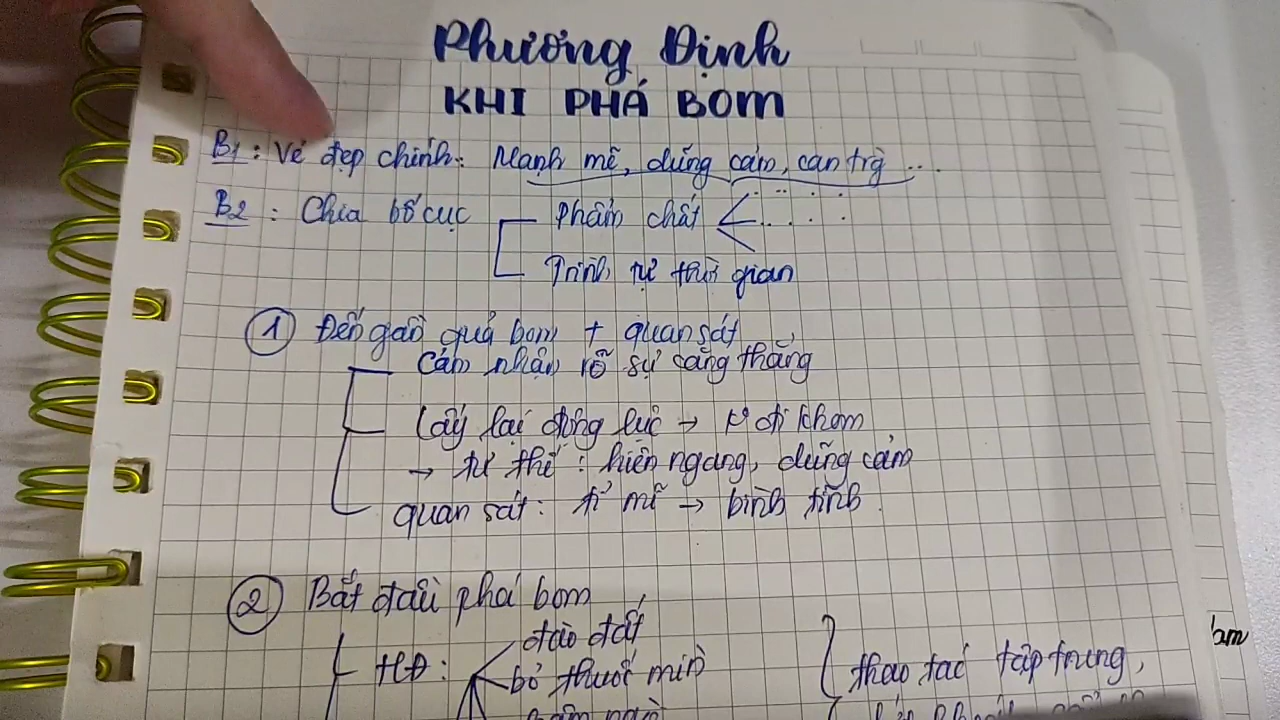 Phương Định
KHI PHÁ BOM
B1: Vẻ đẹp chính: Mạnh mẽ, dũng cảm, can trg ...
B2: Chia bố cục
Phẩm chất
Trình tự thời gian
1 Đến gần quả bom + quan sát
Cảm nhận rõ sự căng thẳng
Lấy lại động lực → K đi khom
→ tư thế: hiên ngang, dũng cảm
quan sát: tỉ mĩ → bình tĩnh
2 Bắt đầu phá bom
HĐ:
đào đất
bỏ thuốc mìn
thao tác tập trung,